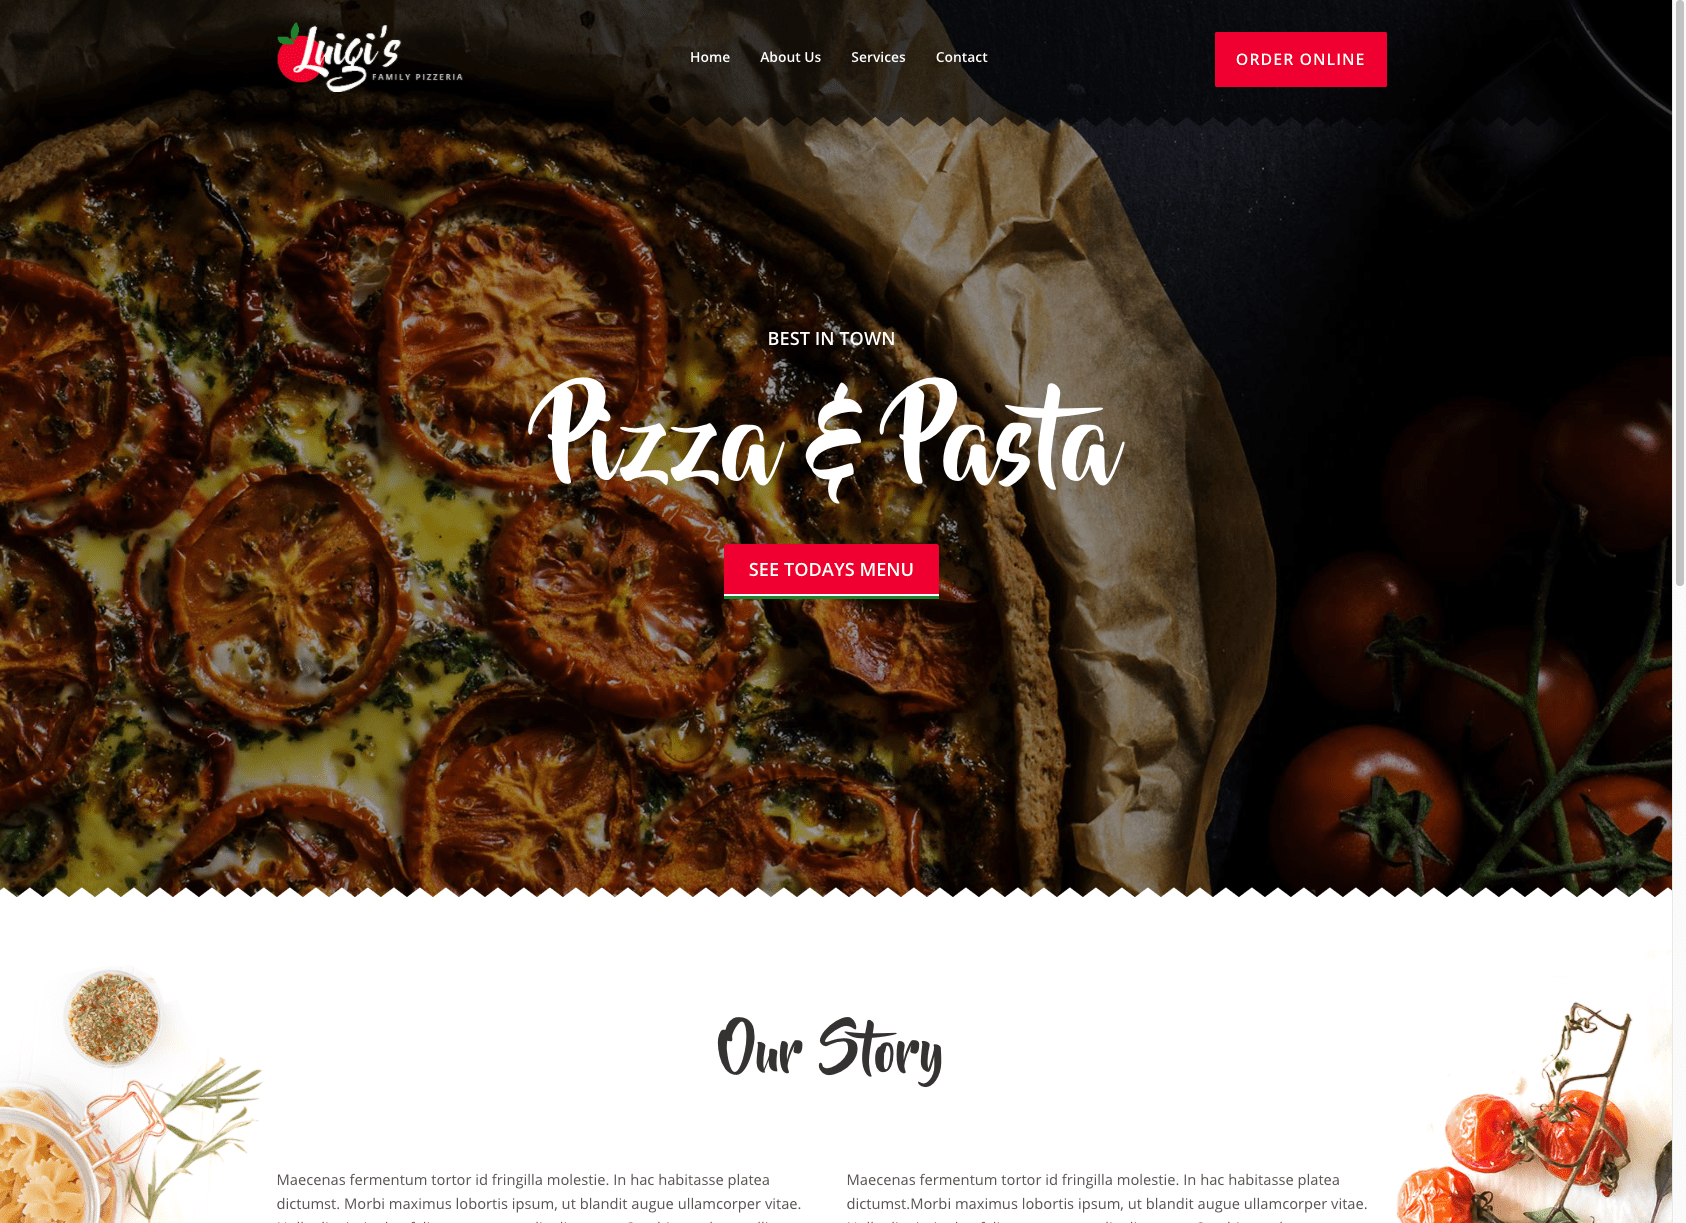 Luigi's
FAMILY PIZZERIA
Home
About Us
Services
Contact
ORDER ONLINE
BEST IN TOWN
Pizza & Pasta
SEE TODAYS MENU
Our Story
Maecenas fermentum tortor id fringilla molestie. In hac habitasse platea
dictumst. Morbi maximus lobortis ipsum, ut blandit augue ullamcorper vitae.
Maecenas fermentum tortor id fringilla molestie. In hac habitasse platea
dictumst.Morbi maximus lobortis ipsum, ut blandit augue ullamcorper vitae.